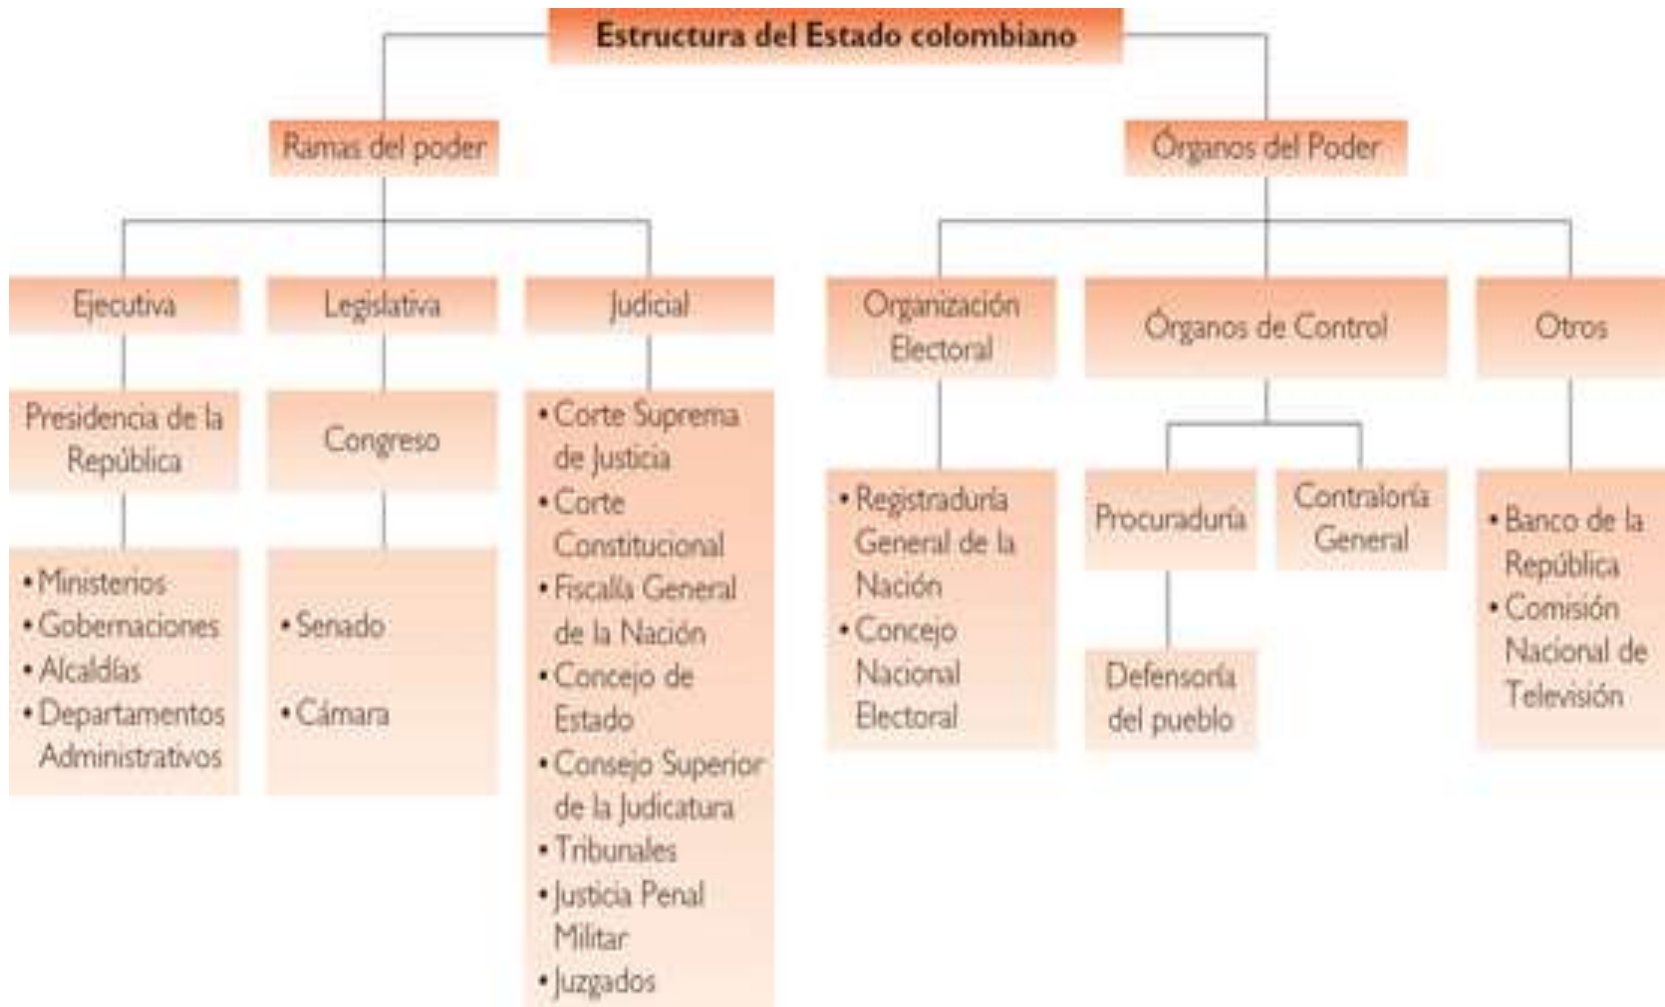 Estructura del Estado colombiano
Ramas del poder
Órganos del Poder
Ejecutiva
Legislativa
Judicial
Organización
Electoral
Órganos de Control
Otros
Presidencia de la
República
Congreso
• Ministerios
• Gobernaciones
• Alcaldías
• Departamentos
Administrativos
• Senado
• Cámara
• Corte Suprema
de Justicia
• Corte
Constitucional
• Fiscalía General
de la Nación
• Concejo de
Estado
• Consejo Superior
de la Judicatura
• Tribunales
• Justicia Penal
Militar
• Juzgados
• Registraduría
General de la
Nación
• Concejo
Nacional
Electoral
Procuraduría
Contraloría
General
Defensoría
del pueblo
• Banco de la
República
• Comisión
Nacional de
Televisión